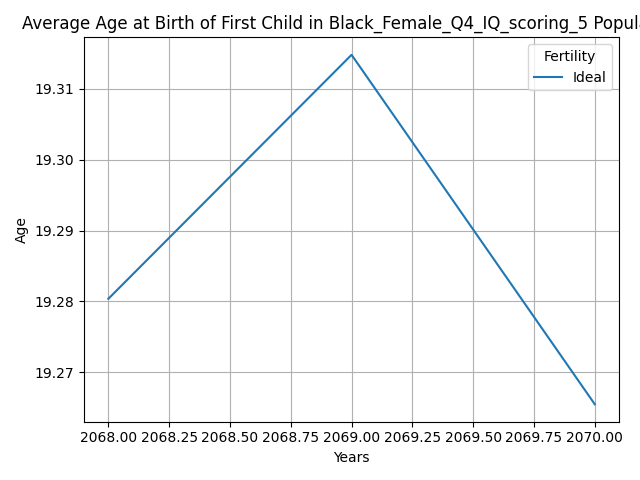 Average Age at Birth of First Child in Black_Female_Q4_IQ_scoring_5 Popul
Fertility
Ideal
19.31
19.30
19.29
19.28
19.27
Age
2068.00 2068.25 2068.50 2068.75 2069.00 2069.25 2069.50 2069.75 2070.00
Years